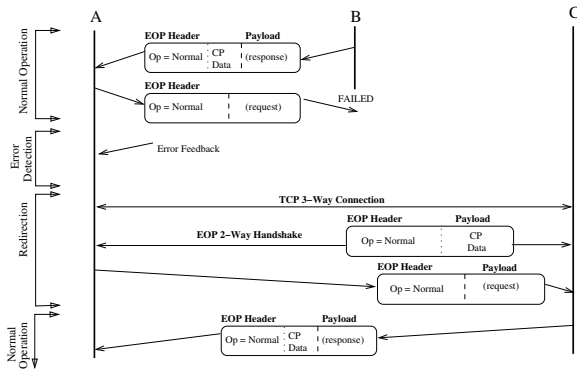 A
B
C
EOP Header Payload
Op = Normal CP Data (response)
EOP Header
Op = Normal (request)
FAILED
Normal Operation
Error Feedback
Error Detection
TCP 3−Way Connection
EOP Header Payload
EOP 2−Way Handshake
Op = Normal CP Data
Redirection
EOP Header Payload
Op = Normal (request)
EOP Header Payload
Op = Normal CP Data (response)
Normal Operation